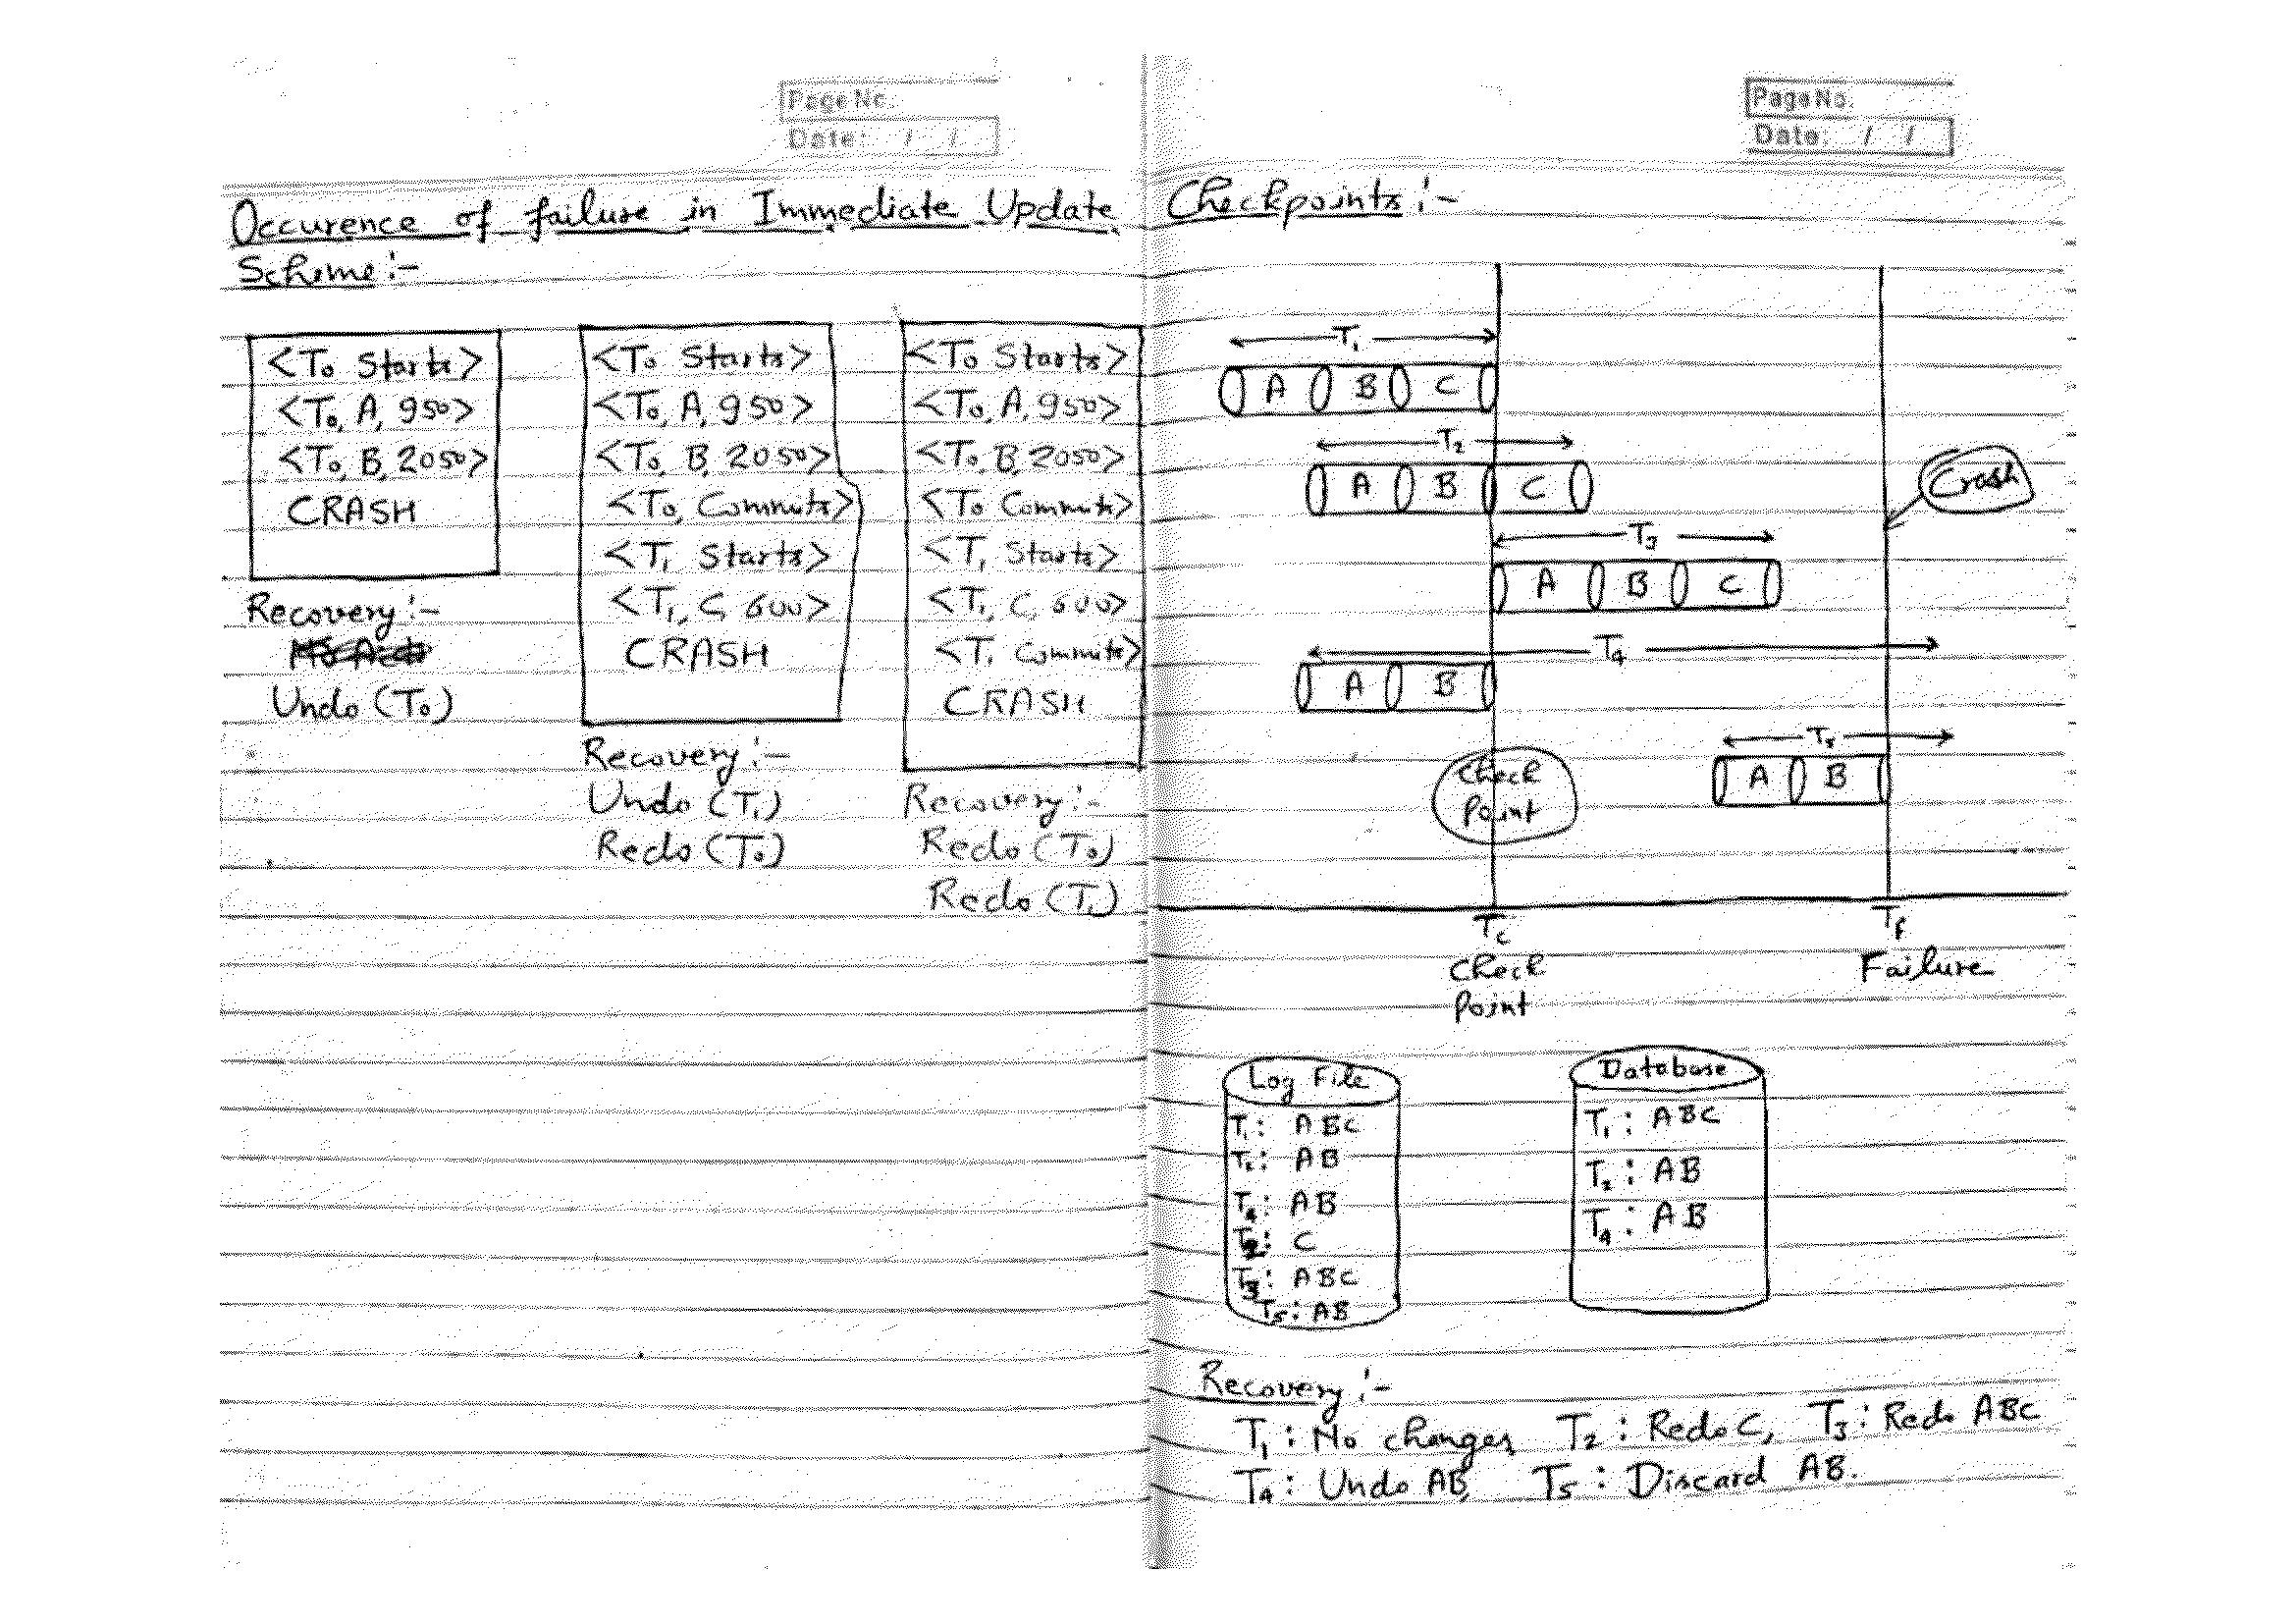 Page No.
Date: / /
Occurence of failure in Immediate Update
Scheme :-
<T₀ Starts>
<T₀, A, 950>
<T₀, B, 2050>
CRASH
Recovery :-
Undo (T₀)
<T₀ Starts>
<T₀, A, 950>
<T₀, B, 2050>
<T₀, Commits>
<T₁ Starts>
<T₁, C, 600>
CRASH
Recovery :-
Undo (T₁)
Redo (T₀)
<T₀ Starts>
<T₀, A, 950>
<T₀, B, 2050>
<T₀ Commits>
<T₁ Starts>
<T₁, C, 600>
<T₁ Commits>
CRASH
Recovery :-
Redo (T₀)
Redo (T₁)
Page No.
Date: / /
Checkpoints :-
T₁
A B C
T₂
A B C
Crash
T₃
A B C
T₄
A B
T₅
A B
Check
Point
Tc
Check
Point
Tf
Failure
Log File
T₁ : ABC
T₂ : AB
T₄ : AB
T₂ : C
T₃ : ABC
T₅ : AB
Database
T₁ : ABC
T₂ : AB
T₄ : AB
Recovery :-
T₁ : No changes, T₂ : Redo C, T₃ : Redo ABC
T₄ : Undo AB, T₅ : Discard AB.